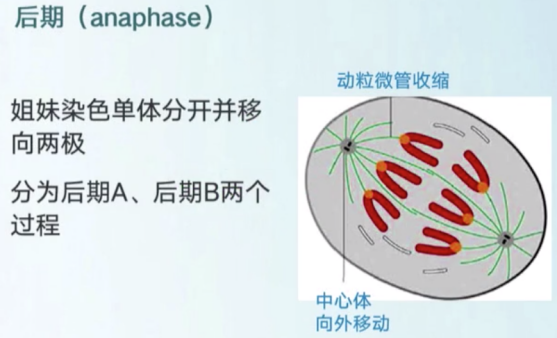 后期（anaphase）
姐妹染色单体分开并移
向两极
分为后期A、后期B两个
过程
动粒微管收缩
中心体
向外移动